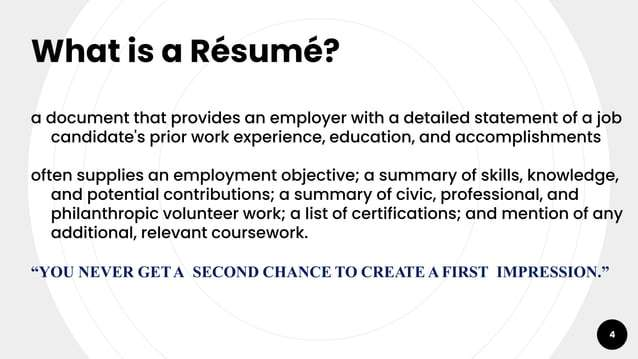 What is a Résumé?
a document that provides an employer with a detailed statement of a job
candidate's prior work experience, education, and accomplishments
often supplies an employment objective; a summary of skills, knowledge,
and potential contributions; a summary of civic, professional, and
philanthropic volunteer work; a list of certifications; and mention of any
additional, relevant coursework.
“YOU NEVER GET A SECOND CHANCE TO CREATE A FIRST IMPRESSION.”
4